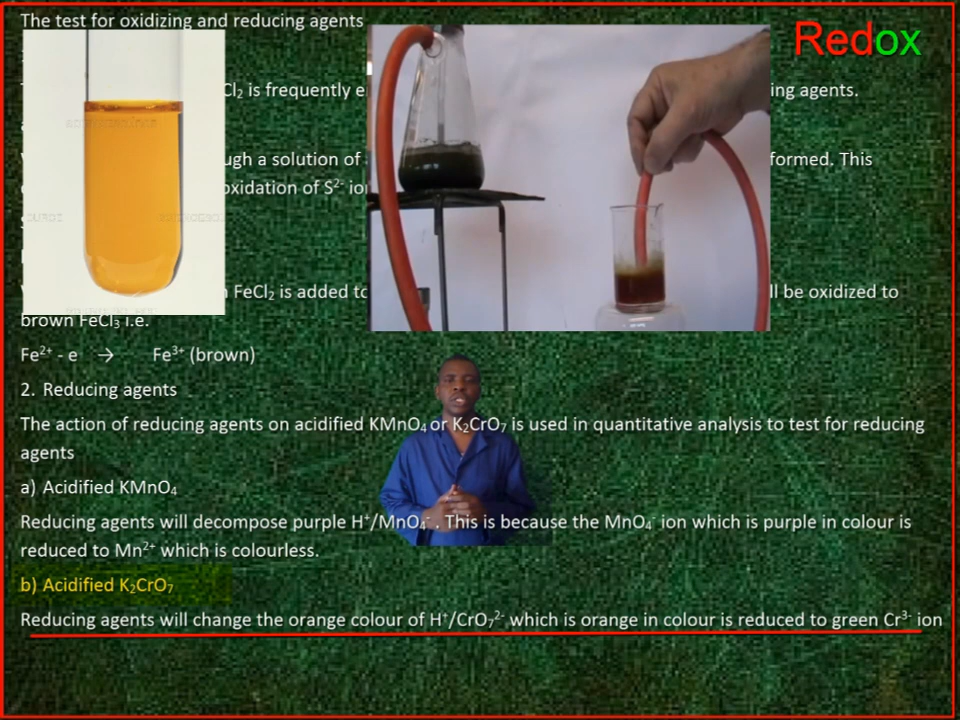 The test for oxidizing and reducing agents
Redox
Cl₂ is frequently ing agents.
ugh a solution of formed. This
oxidation of S²⁻
FeCl₂ is added to ll be oxidized to
brown FeCl₃ i.e.
Fe²⁺ - e → Fe³⁺ (brown)
2. Reducing agents
The action of reducing agents on acidified KMnO₄ or K₂CrO₇ is used in quantitative analysis to test for reducing
agents
a) Acidified KMnO₄
Reducing agents will decompose purple H⁺/MnO₄⁻ . This is because the MnO₄⁻ ion which is purple in colour is
reduced to Mn²⁺ which is colourless.
b) Acidified K₂CrO₇
Reducing agents will change the orange colour of H⁺/CrO₇²⁻ which is orange in colour is reduced to green Cr³⁻ ion